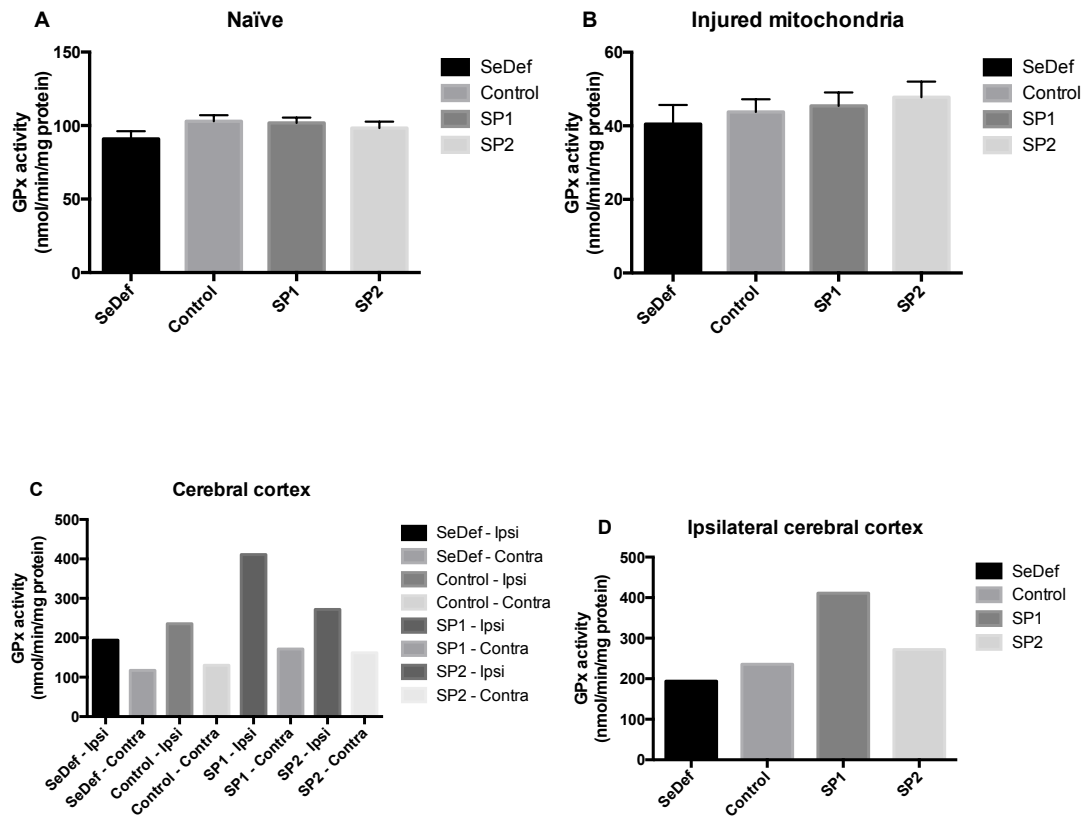 A
Naïve
GPx activity
(nmol/min/mg protein)
150
100
50
0
SeDef
Control
SP1
SP2
SeDef
Control
SP1
SP2
B
Injured mitochondria
GPx activity
(nmol/min/mg protein)
60
40
20
0
SeDef
Control
SP1
SP2
SeDef
Control
SP1
SP2
C
Cerebral cortex
GPx activity
(nmol/min/mg protein)
500
400
300
200
100
0
SeDef - Ipsi
SeDef - Contra
Control - Ipsi
Control - Contra
SP1 - Ipsi
SP1 - Contra
SP2 - Ipsi
SP2 - Contra
SeDef - Ipsi
SeDef - Contra
Control - Ipsi
Control - Contra
SP1 - Ipsi
SP1 - Contra
SP2 - Ipsi
SP2 - Contra
D
Ipsilateral cerebral cortex
GPx activity
(nmol/min/mg protein)
500
400
300
200
100
0
SeDef
Control
SP1
SP2
SeDef
Control
SP1
SP2